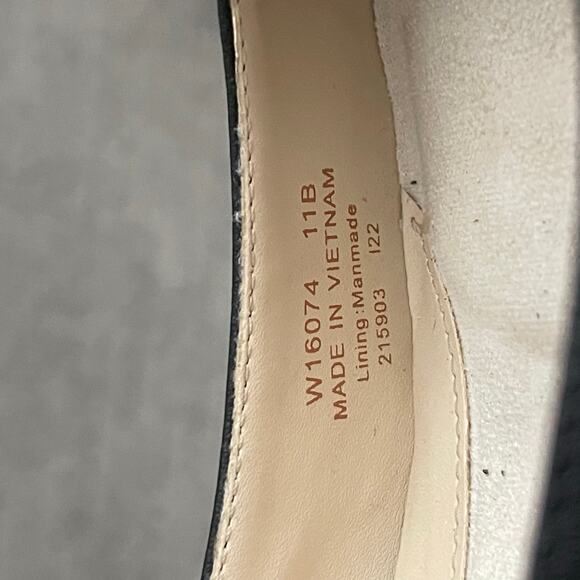 W16074 11B
MADE IN VIETNAM
Lining:Manmade
215903 I22